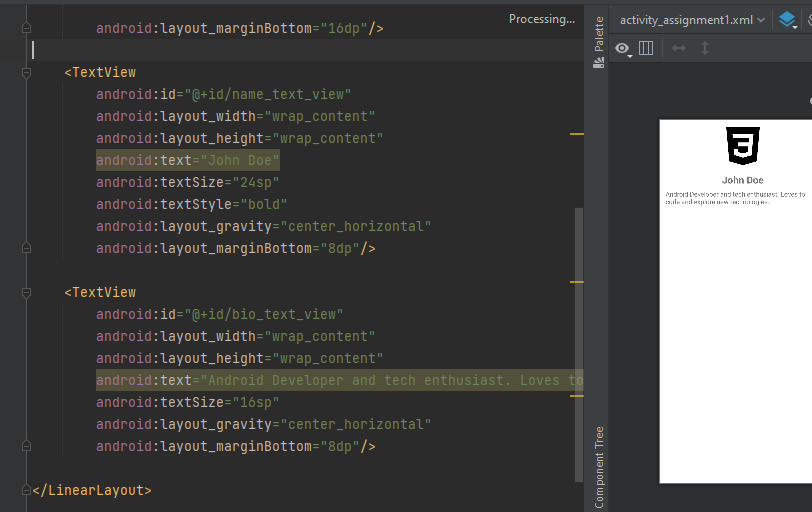 android:layout_marginBottom="16dp"/>
Processing...
<TextView
android:id="@+id/name_text_view"
android:layout_width="wrap_content"
android:layout_height="wrap_content"
android:text="John Doe"
android:textSize="24sp"
android:textStyle="bold"
android:layout_gravity="center_horizontal"
android:layout_marginBottom="8dp"/>
<TextView
android:id="@+id/bio_text_view"
android:layout_width="wrap_content"
android:layout_height="wrap_content"
android:text="Android Developer and tech enthusiast. Loves to
android:textSize="16sp"
android:layout_gravity="center_horizontal"
android:layout_marginBottom="8dp"/>
</LinearLayout>
Palette
Component Tree
activity_assignment1.xml
John Doe
Android Developer and tech enthusiast. Loves to
code and explore new technologies.